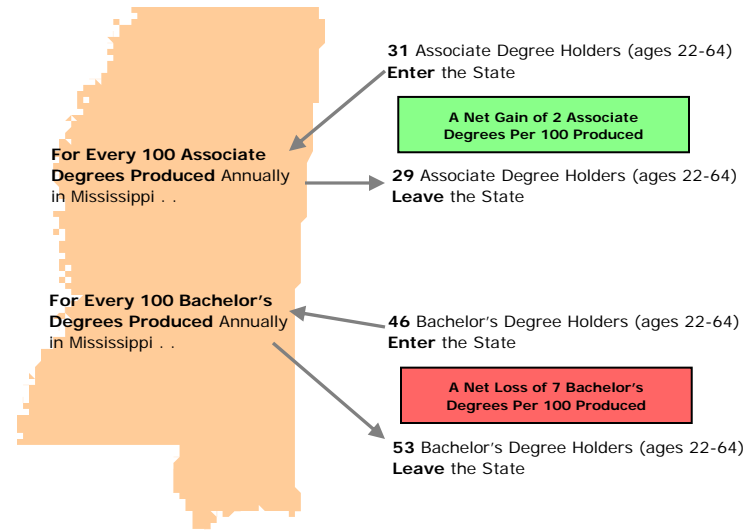 31 Associate Degree Holders (ages 22-64)
Enter the State
A Net Gain of 2 Associate
Degrees Per 100 Produced
For Every 100 Associate
Degrees Produced Annually
in Mississippi . .
29 Associate Degree Holders (ages 22-64)
Leave the State
For Every 100 Bachelor's
Degrees Produced Annually
in Mississippi . .
46 Bachelor's Degree Holders (ages 22-64)
Enter the State
A Net Loss of 7 Bachelor's
Degrees Per 100 Produced
53 Bachelor's Degree Holders (ages 22-64)
Leave the State